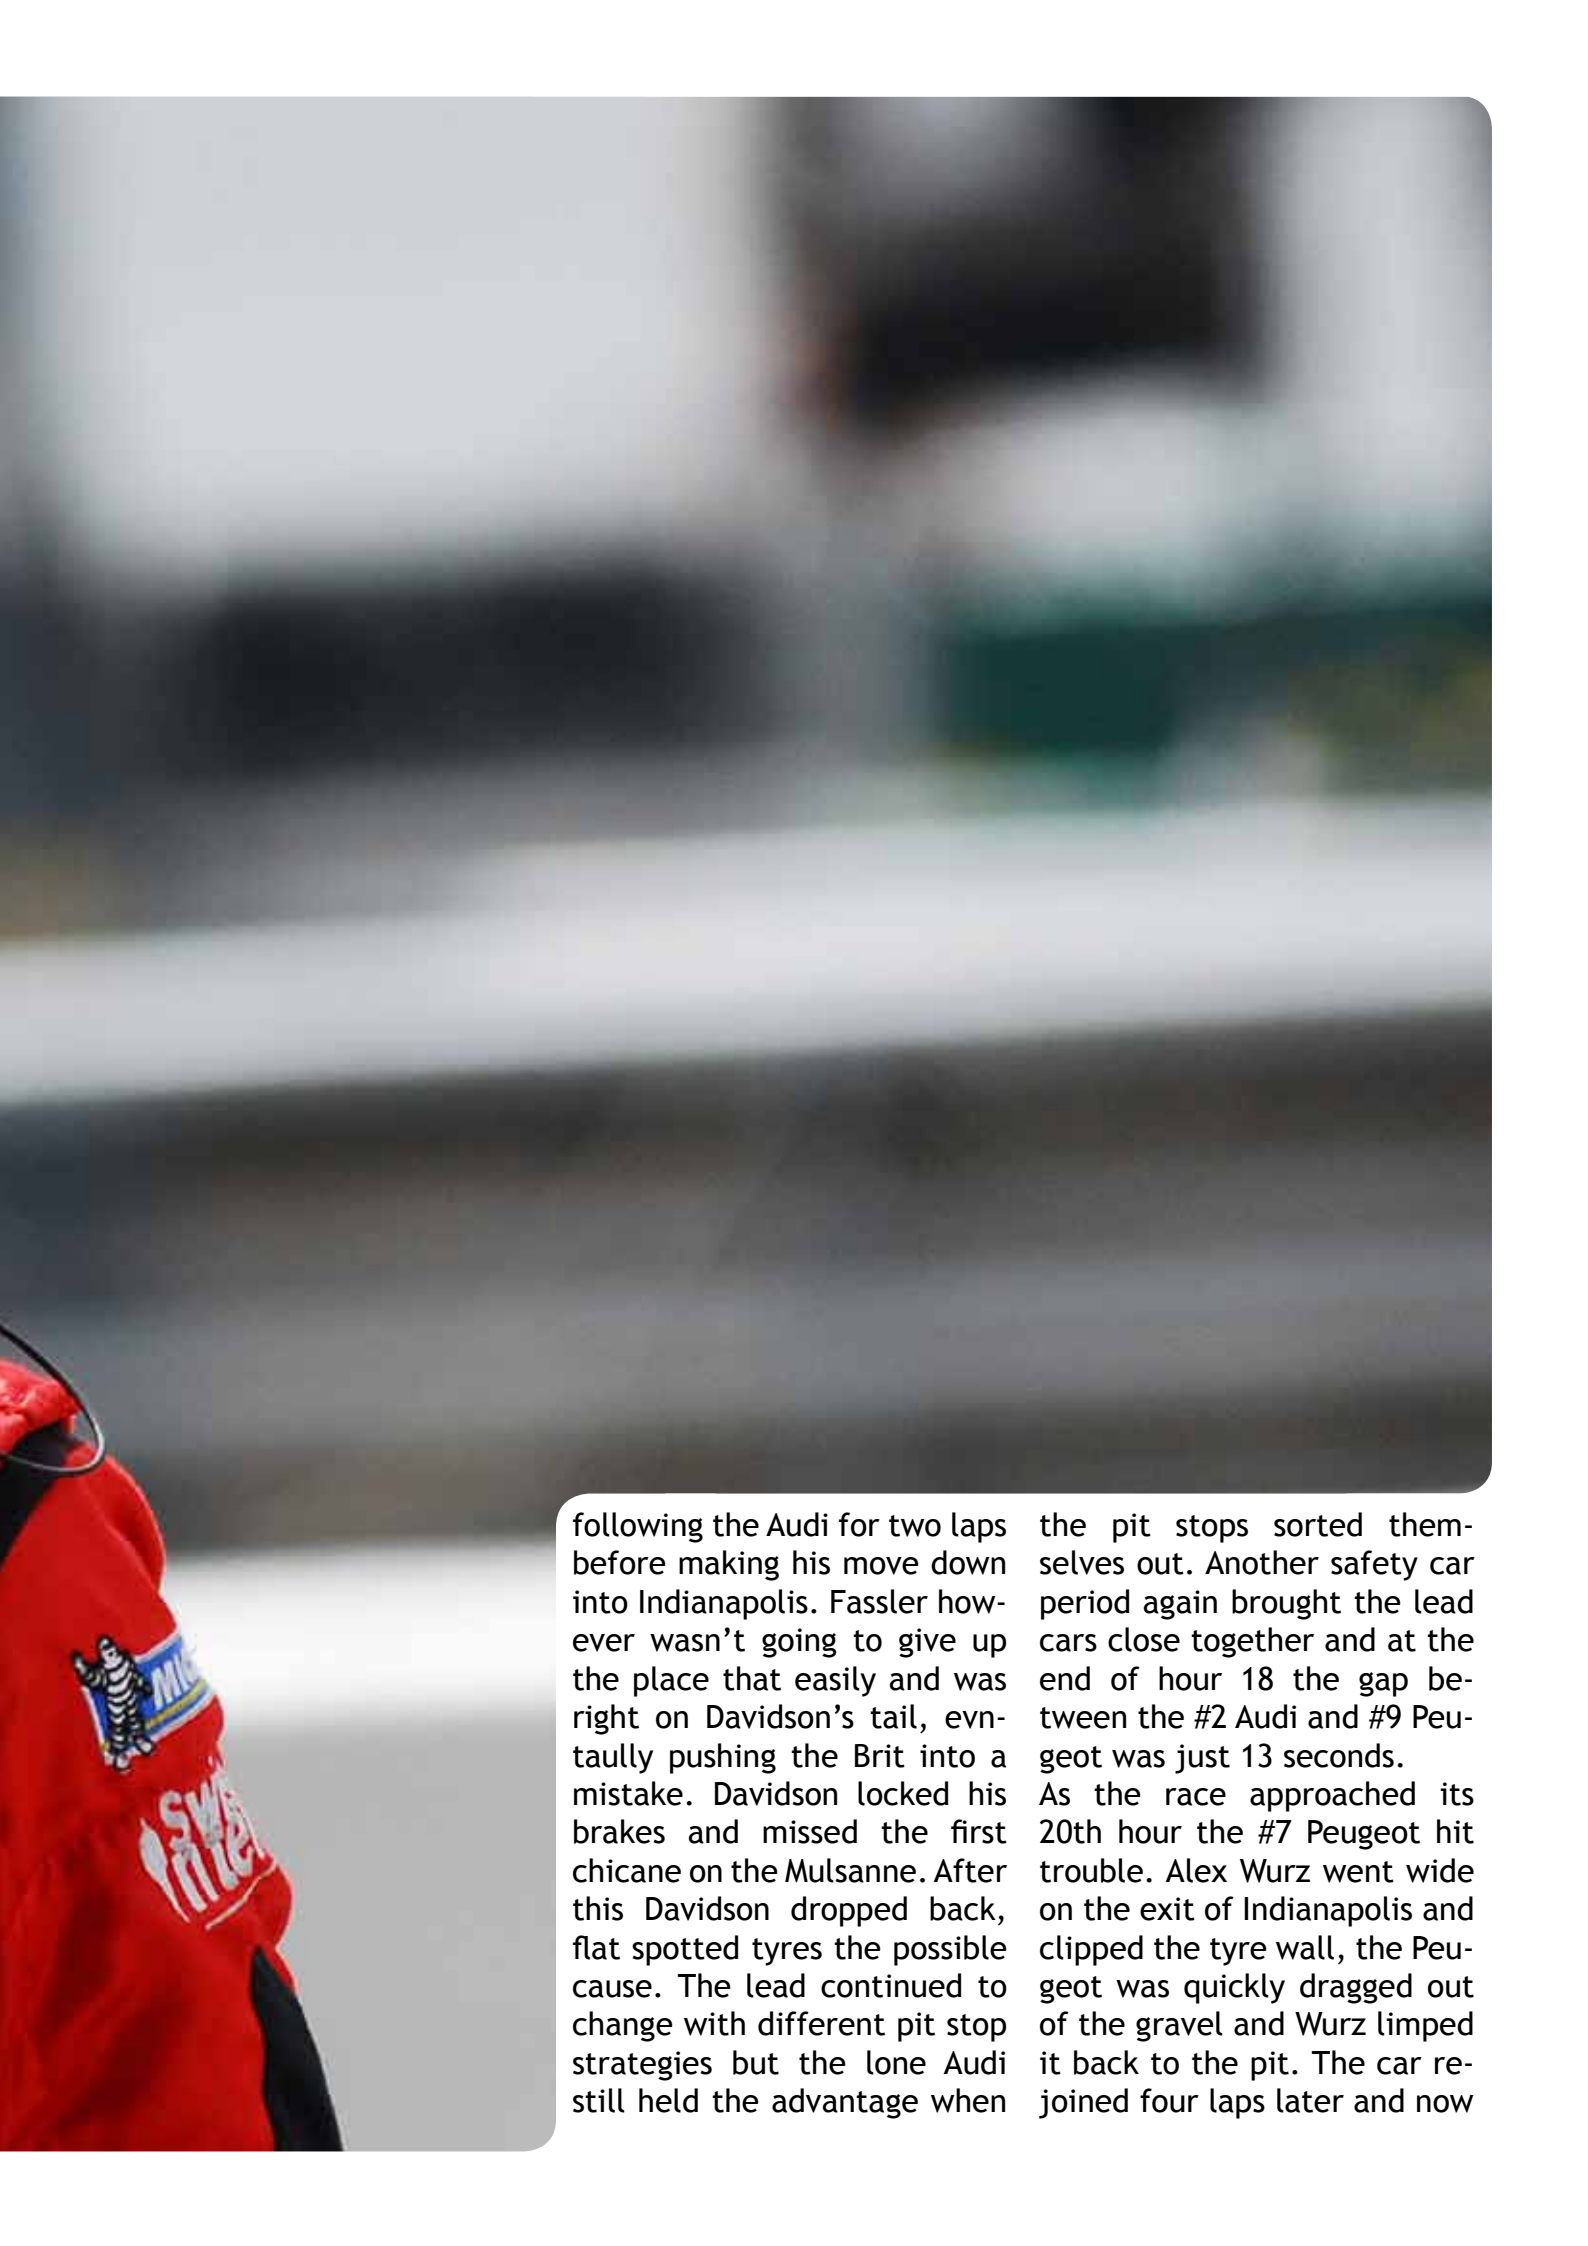 MIC
following the Audi for two laps
before making his move down
into Indianapolis. Fassler how-
ever wasn't going to give up
the place that easily and was
right on Davidson's tail, evn-
taully pushing the Brit into a
mistake. Davidson locked his
brakes and missed the first
chicane on the Mulsanne. After
this Davidson dropped back,
flat spotted tyres the possible
cause. The lead continued to
change with different pit stop
strategies but the lone Audi
still held the advantage when
the pit stops sorted them-
selves out. Another safety car
period again brought the lead
cars close together and at the
end of hour 18 the gap be-
tween the #2 Audi and #9 Peu-
geot was just 13 seconds.
As the race approached its
20th hour the #7 Peugeot hit
trouble. Alex Wurz went wide
on the exit of Indianapolis and
clipped the tyre wall, the Peu-
geot was quickly dragged out
of the gravel and Wurz limped
it back to the pit. The car re-
joined four laps later and now